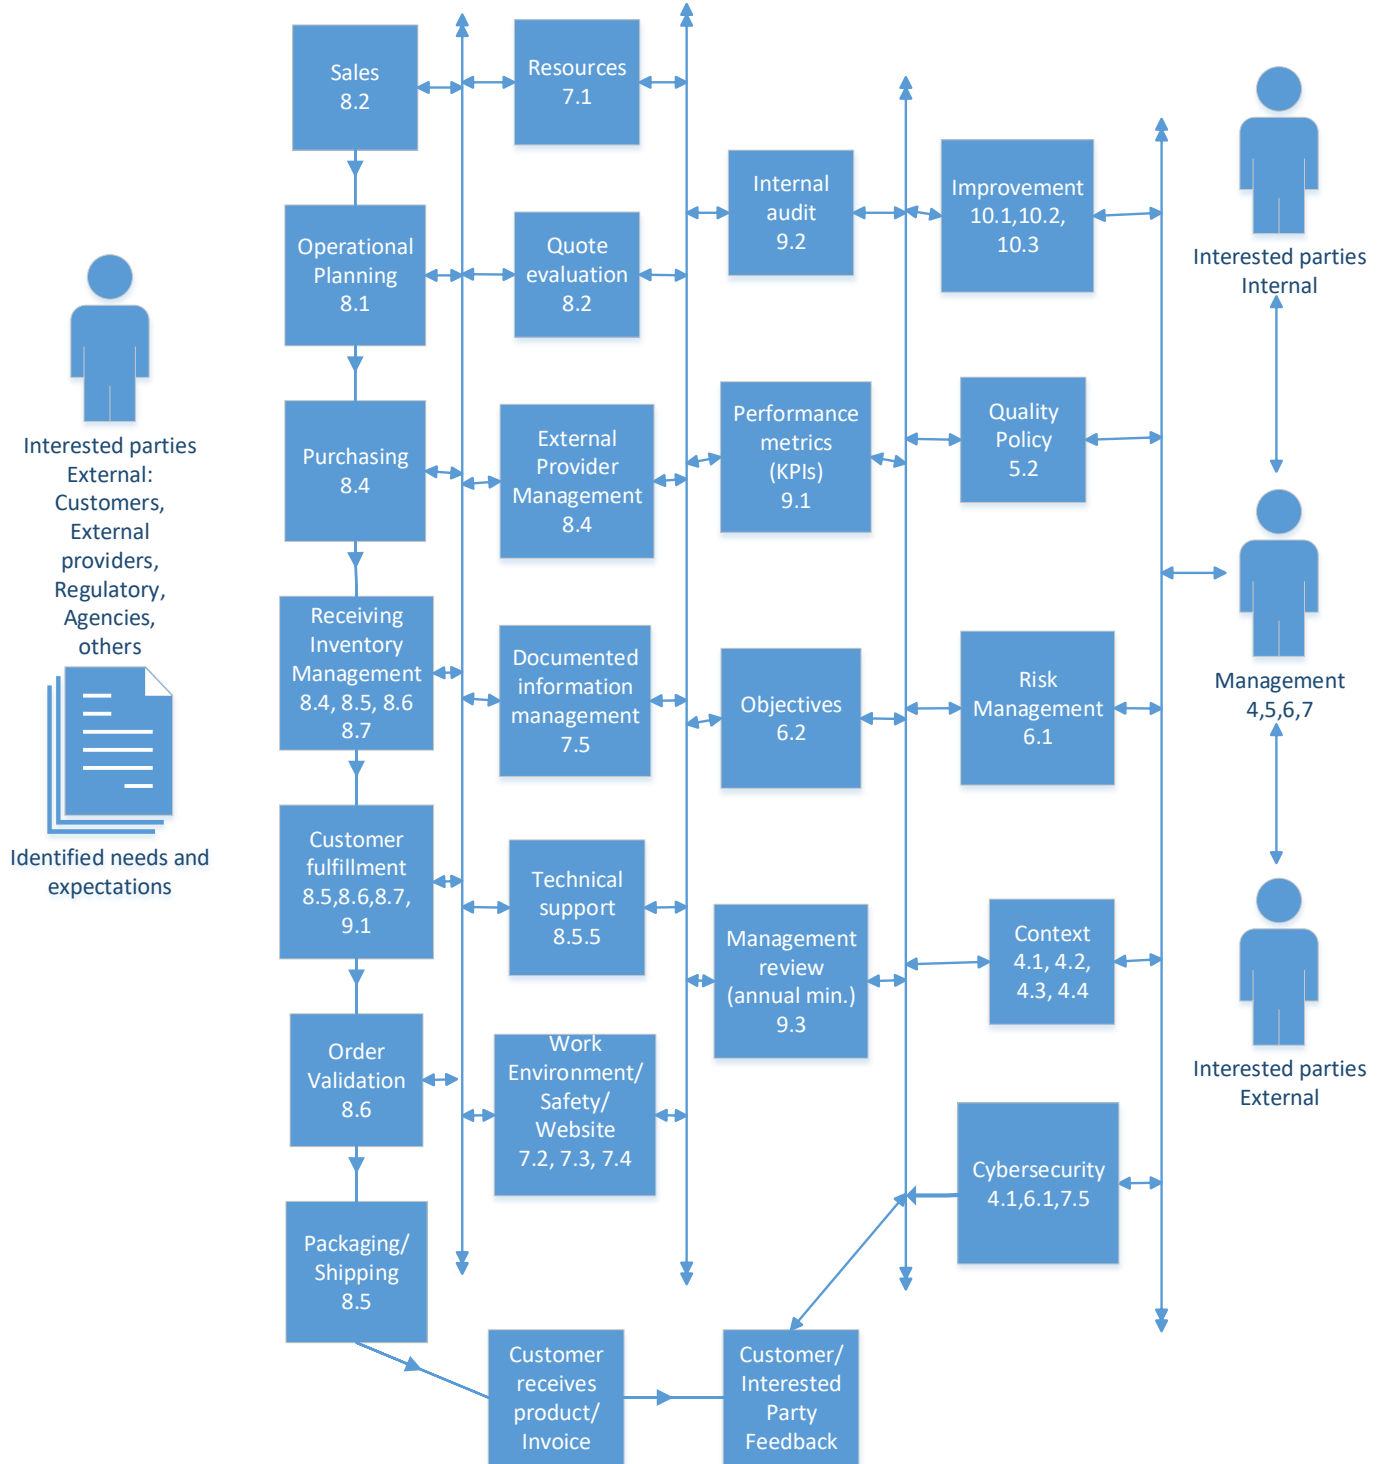 Sales
8.2
Resources
7.1
Internal
audit
9.2
Improvement
10.1,10.2,
10.3
Interested parties
Internal
Operational
Planning
8.1
Quote
evaluation
8.2
Interested parties
External:
Customers,
External
providers,
Regulatory,
Agencies,
others
Purchasing
8.4
External
Provider
Management
8.4
Performance
metrics
(KPIs)
9.1
Quality
Policy
5.2
Receiving
Inventory
Management
8.4, 8.5, 8.6
8.7
Documented
information
management
7.5
Objectives
6.2
Risk
Management
6.1
Management
4,5,6,7
Identified needs and
expectations
Customer
fulfillment
8.5,8.6,8.7,
9.1
Technical
support
8.5.5
Management
review
(annual min.)
9.3
Context
4.1, 4.2,
4.3, 4.4
Interested parties
External
Order
Validation
8.6
Work
Environment/
Safety/
Website
7.2, 7.3, 7.4
Cybersecurity
4.1,6.1,7.5
Packaging/
Shipping
8.5
Customer
receives
product/
Invoice
Customer/
Interested
Party
Feedback